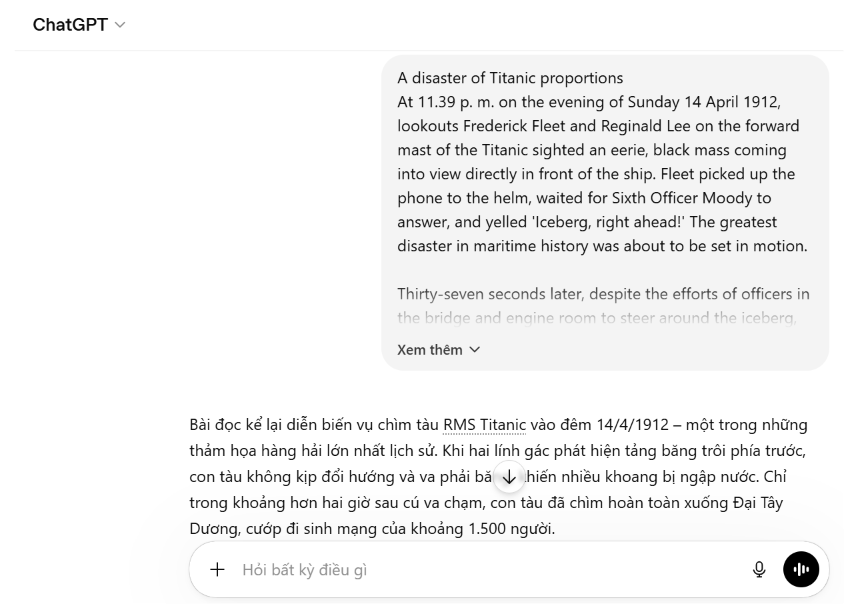 ChatGPT
A disaster of Titanic proportions
At 11.39 p. m. on the evening of Sunday 14 April 1912,
lookouts Frederick Fleet and Reginald Lee on the forward
mast of the Titanic sighted an eerie, black mass coming
into view directly in front of the ship. Fleet picked up the
phone to the helm, waited for Sixth Officer Moody to
answer, and yelled 'Iceberg, right ahead!' The greatest
disaster in maritime history was about to be set in motion.
Thirty-seven seconds later, despite the efforts of officers in
the bridge and engine room to steer around the iceberg,
Xem thêm
Bài đọc kể lại diễn biến vụ chìm tàu RMS Titanic vào đêm 14/4/1912 – một trong những
thảm họa hàng hải lớn nhất lịch sử. Khi hai lính gác phát hiện tảng băng trôi phía trước,
con tàu không kịp đổi hướng và va phải nhiều khoang bị ngập nước. Chỉ
trong khoảng hơn hai giờ sau cú va chạm, con tàu đã chìm hoàn toàn xuống Đại Tây
Dương, cướp đi sinh mạng của khoảng 1.500 người.
Hỏi bất kỳ điều gì